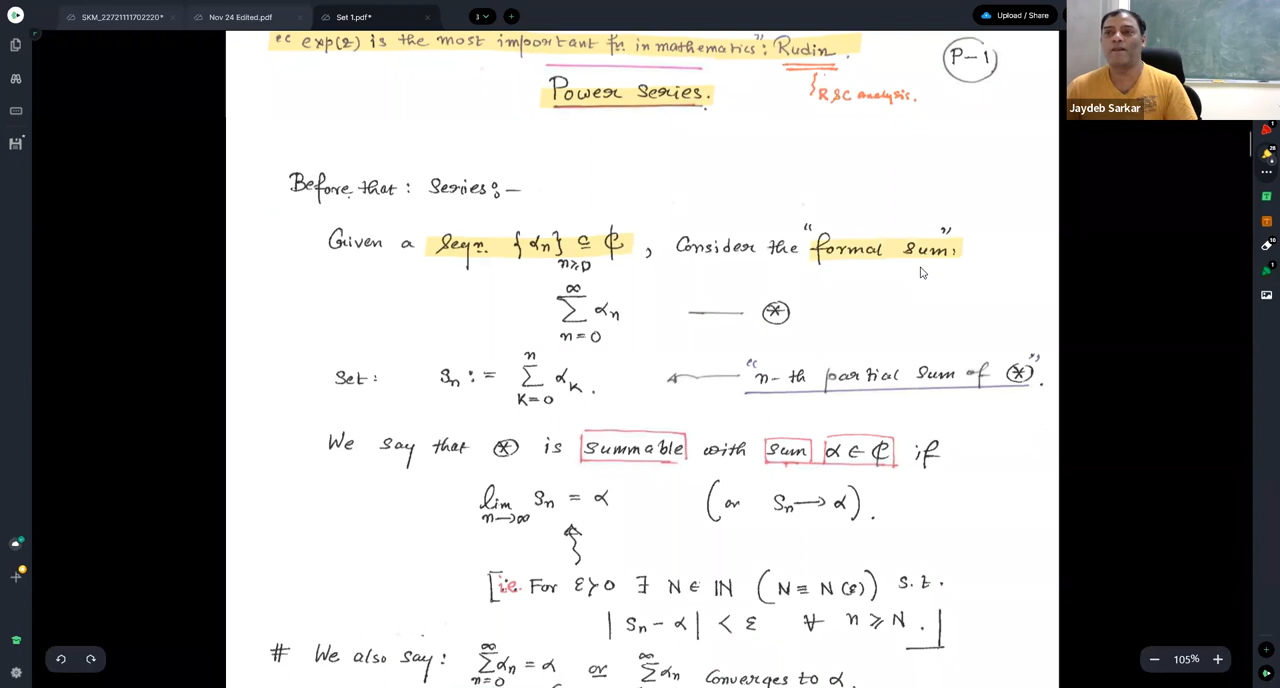 SKM_22721111702220*
Nov 24 Edited.pdf
Set 1.pdf*
3
Upload / Share
"exp(z) is the most important fn. in mathematics": Rudin.
P-1
Power Series.
R&C Analysis.
Jaydeb Sarkar
Before that: Series:-
Given a seqn. {αn} ⊆ ℂ, Consider the "formal sum"
n≥0
∞
∑ αn —— ⊛
n=0
Set: Sn := ∑ αK. ← "n-th partial sum of ⊛".
n
K=0
We say that ⊛ is summable with sum α ∈ ℂ if
lim Sn = α (or Sn → α).
n→∞
[i.e. For ε>0 ∃ N ∈ IN (N ≡ N(ε)) s.t.
|Sn - α| < ε ∀ n ≥ N.]
# We also say: ∑ αn = α or ∑ αn Converges to α.
∞
n=0
∞
105%